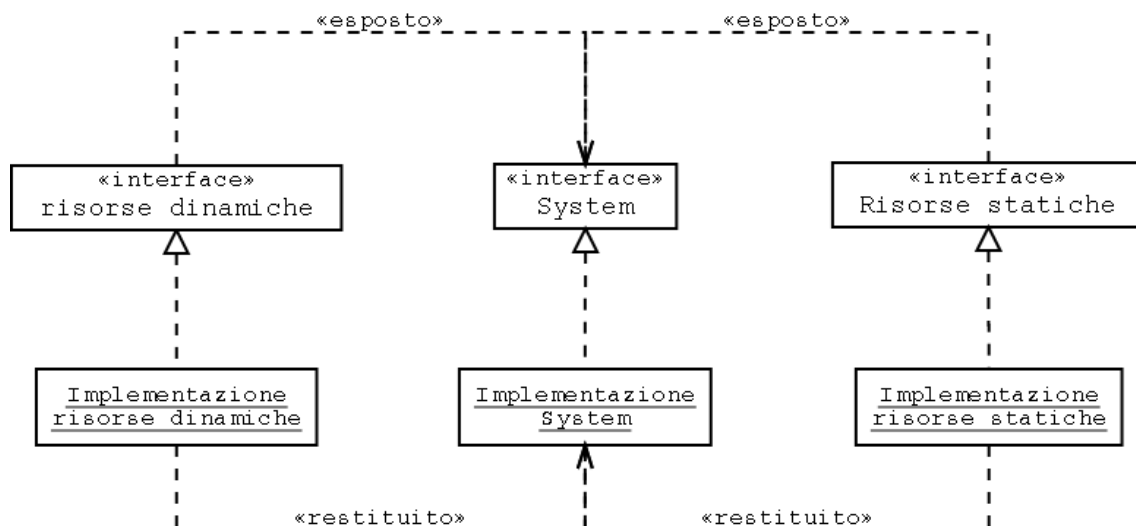 «esposto» «esposto»
«interface»
risorse dinamiche
«interface»
System
«interface»
Risorse statiche
Implementazione
risorse dinamiche
Implementazione
System
Implementazione
risorse statiche
«restituito» «restituito»